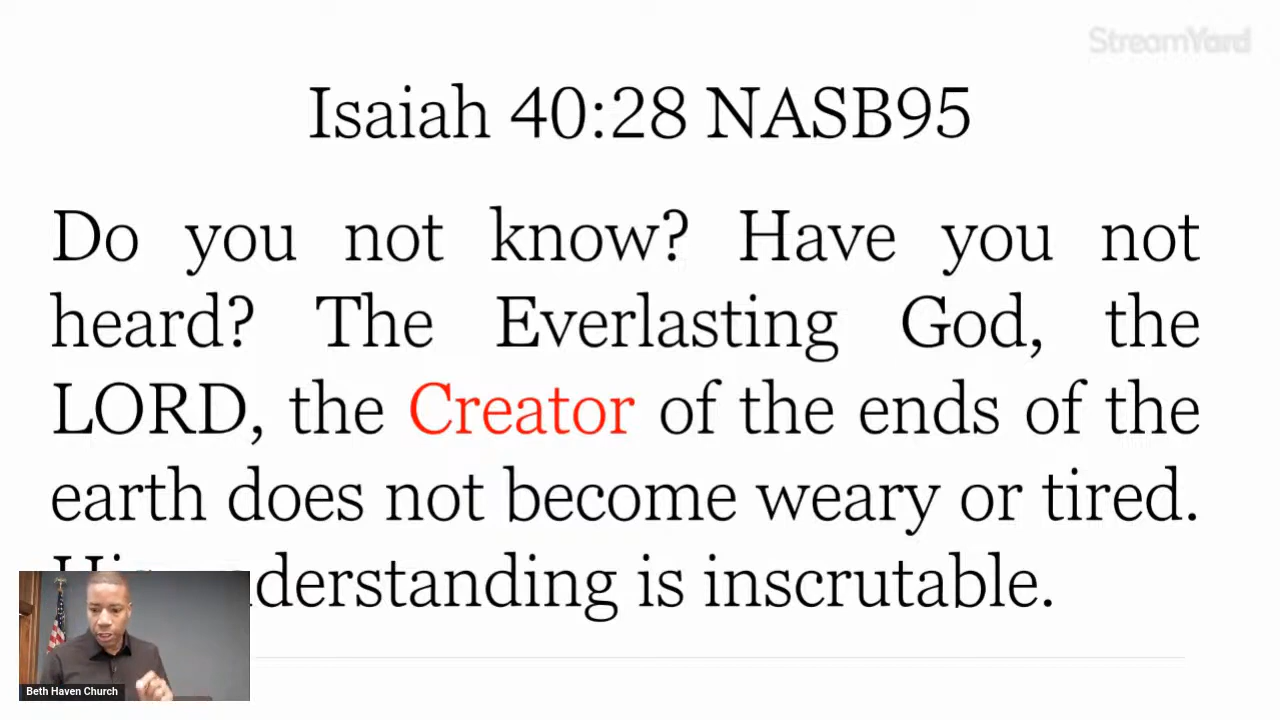 StreamYard
Isaiah 40:28 NASB95
Do you not know? Have you not
heard? The Everlasting God, the
LORD, the Creator of the ends of the
earth does not become weary or tired.
is inscrutable.
Beth Haven Church